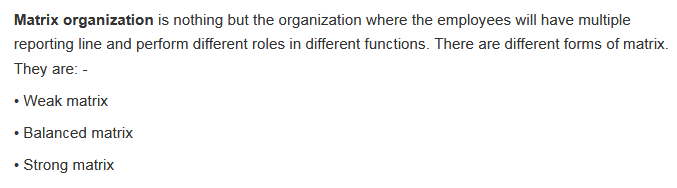 Matrix organization is nothing but the organization where the employees will have multiple
reporting line and perform different roles in different functions. There are different forms of matrix.
They are: -
• Weak matrix
• Balanced matrix
• Strong matrix